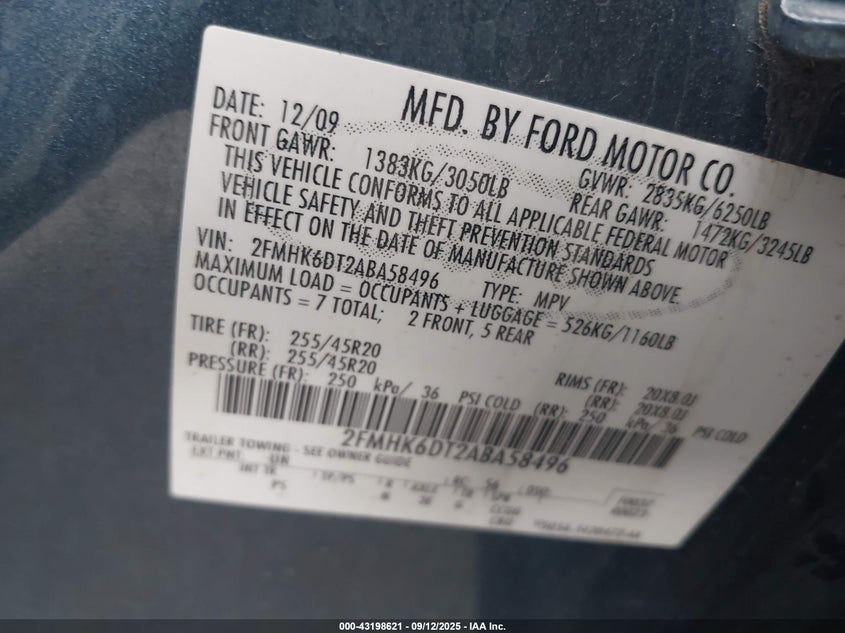 MFD. BY FORD MOTOR CO.
DATE: 12/09
GVWR: 2835KG/6250LB
FRONT GAWR: 1383KG/3050LB
REAR GAWR: 1472KG/3245LB
THIS VEHICLE CONFORMS TO ALL APPLICABLE FEDERAL MOTOR
VEHICLE SAFETY AND THEFT PREVENTION STANDARDS
IN EFFECT ON THE DATE OF MANUFACTURE SHOWN ABOVE.
VIN: 2FMHK6DT2ABA58496 TYPE: MPV
MAXIMUM LOAD = OCCUPANTS + LUGGAGE = 526KG/1160LB
OCCUPANTS = 7 TOTAL; 2 FRONT, 5 REAR
TIRE (FR): 255/45R20 RIMS (FR): 20X8.0J
(RR): 255/45R20 (RR): 20X8.0J
PRESSURE (FR): 250 kPa/ 36 PSI COLD (RR): 250 kPa/36 PSI COLD
2FMHK6DT2ABA58496
TRAILER TOWING - SEE OWNER GUIDE
EXT PNT: UN
INT TR
000-43198621 - 09/12/2025 - IAA Inc.